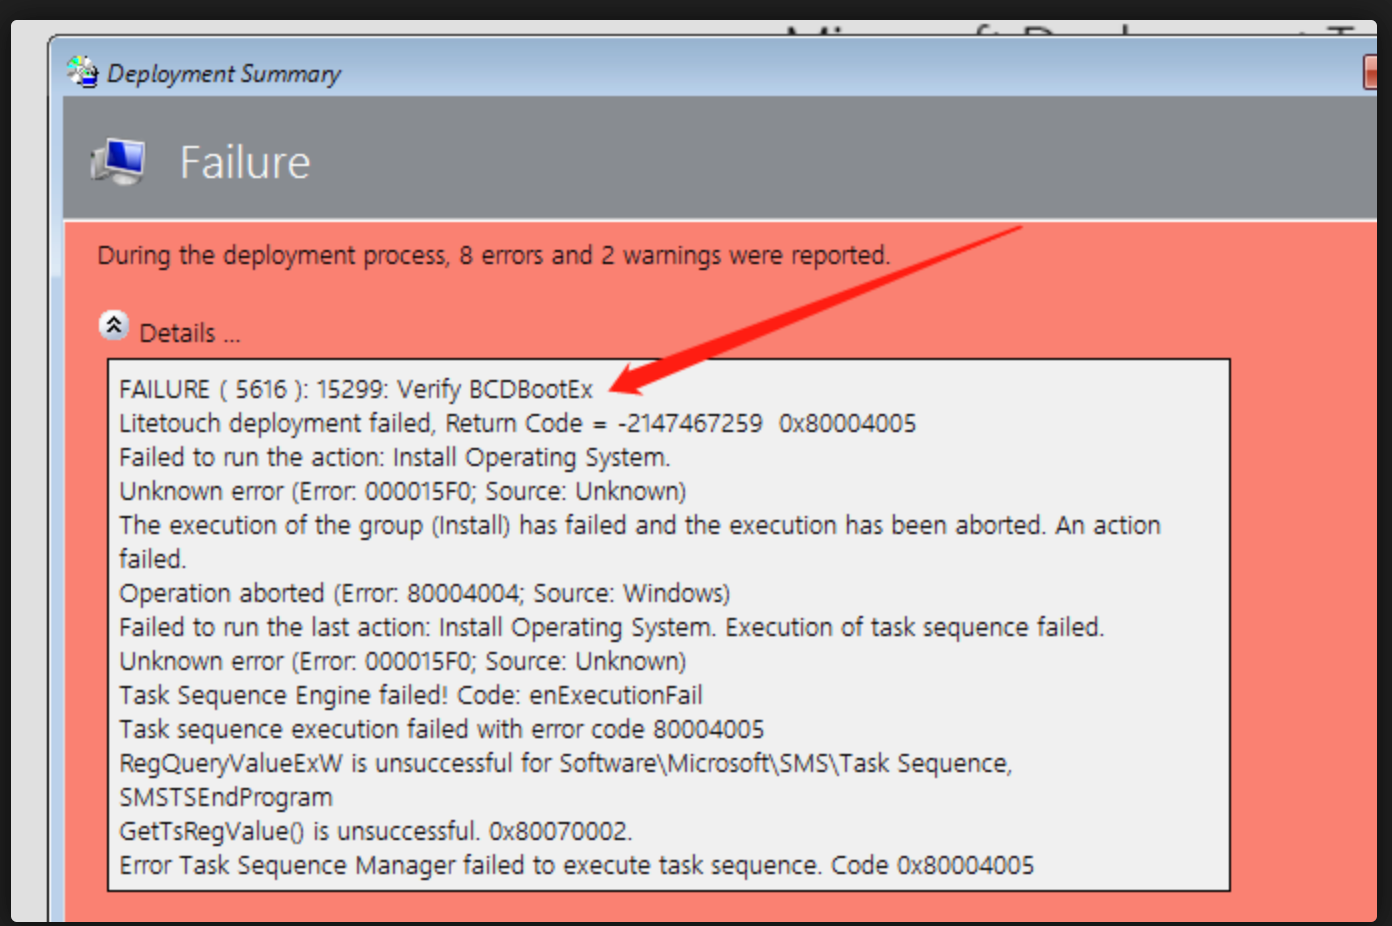 Deployment Summary
Failure
During the deployment process, 8 errors and 2 warnings were reported.
Details ...
FAILURE ( 5616 ): 15299: Verify BCDBootEx
Litetouch deployment failed, Return Code = -2147467259  0x80004005
Failed to run the action: Install Operating System.
Unknown error (Error: 000015F0; Source: Unknown)
The execution of the group (Install) has failed and the execution has been aborted. An action
failed.
Operation aborted (Error: 80004004; Source: Windows)
Failed to run the last action: Install Operating System. Execution of task sequence failed.
Unknown error (Error: 000015F0; Source: Unknown)
Task Sequence Engine failed! Code: enExecutionFail
Task sequence execution failed with error code 80004005
RegQueryValueExW is unsuccessful for Software\Microsoft\SMS\Task Sequence,
SMSTSEndProgram
GetTsRegValue() is unsuccessful. 0x80070002.
Error Task Sequence Manager failed to execute task sequence. Code 0x80004005